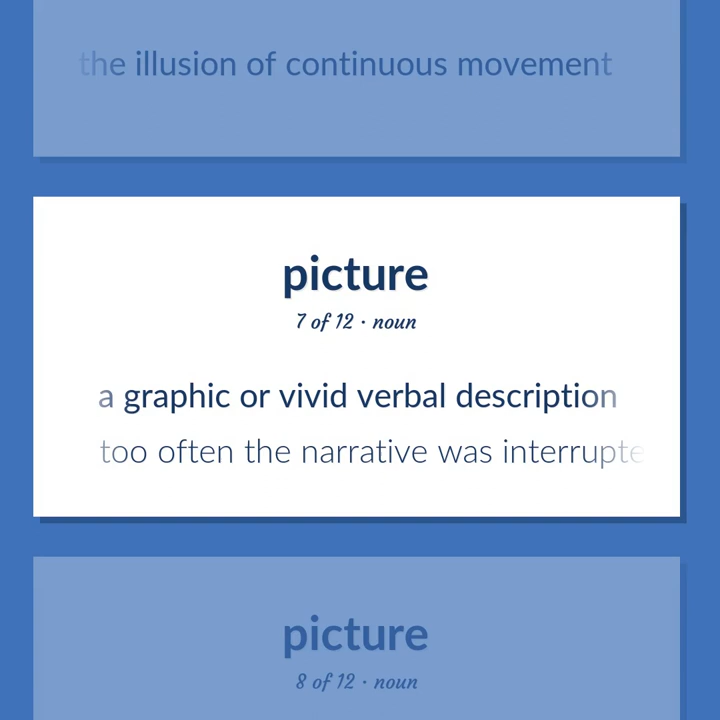 the illusion of continuous movement
picture
7 of 12 · noun
a graphic or vivid verbal description
too often the narrative was interrupte
picture
8 of 12 · noun